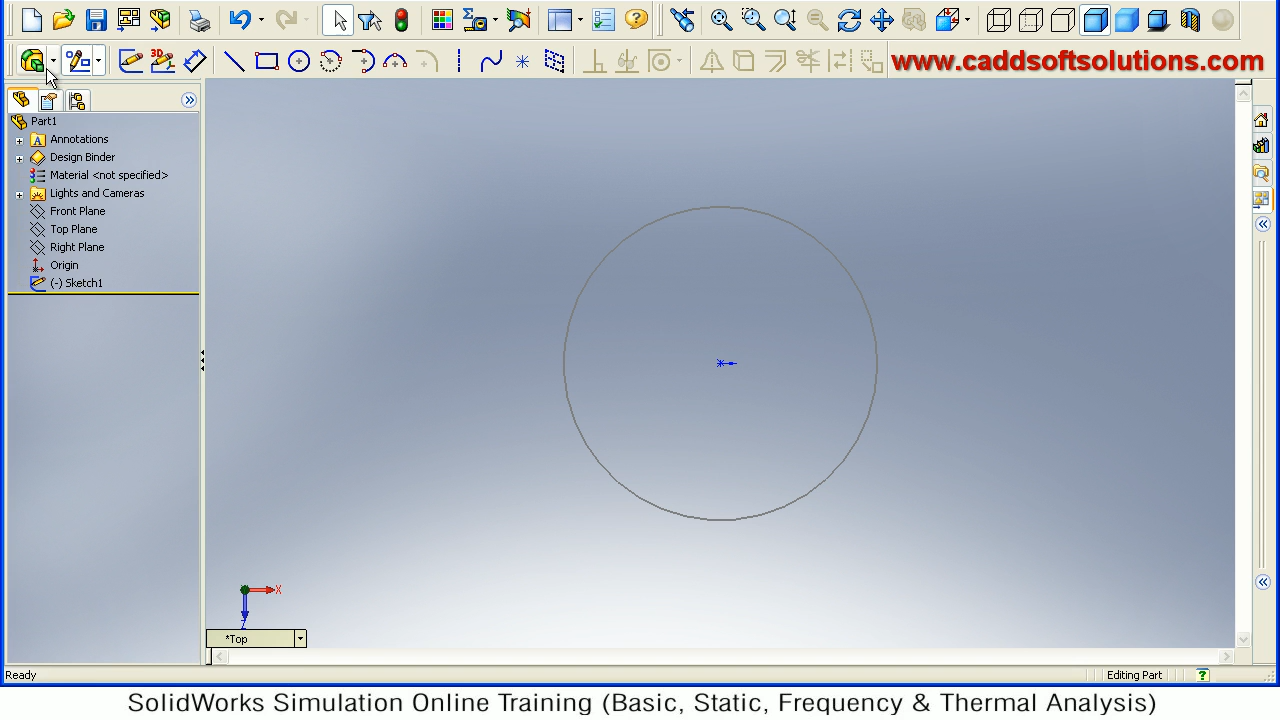 3D
www.caddsoftsolutions.com
Part1
A Annotations
Design Binder
Material <not specified>
Lights and Cameras
Front Plane
Top Plane
Right Plane
Origin
(-) Sketch1
X
*Top
Ready
Editing Part
SolidWorks Simulation Online Training (Basic, Static, Frequency & Thermal Analysis)